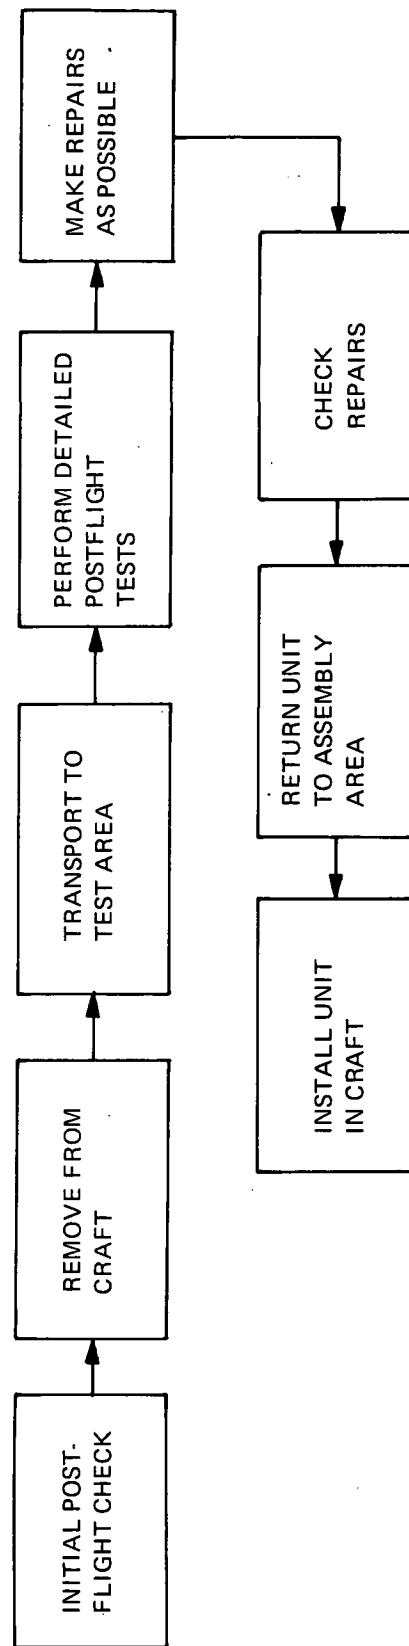 INITIAL POST-
FLIGHT CHECK
REMOVE FROM
CRAFT
TRANSPORT TO
TEST AREA
PERFORM DETAILED
POSTFLIGHT
TESTS
MAKE REPAIRS
AS POSSIBLE
CHECK
REPAIRS
RETURN UNIT
TO ASSEMBLY
AREA
INSTALL UNIT
IN CRAFT